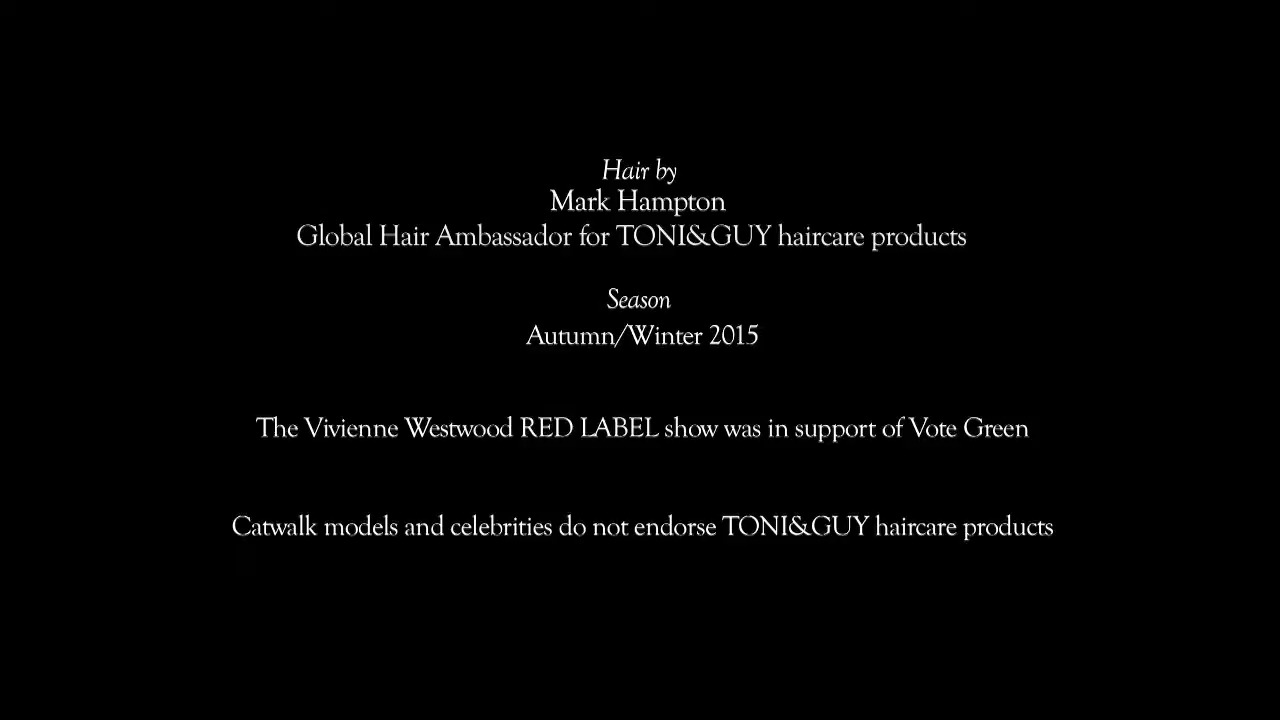 Hair by
Mark Hampton
Global Hair Ambassador for TONI&GUY haircare products
Season
Autumn/Winter 2015
The Vivienne Westwood RED LABEL show was in support of Vote Green
Catwalk models and celebrities do not endorse TONI&GUY haircare products